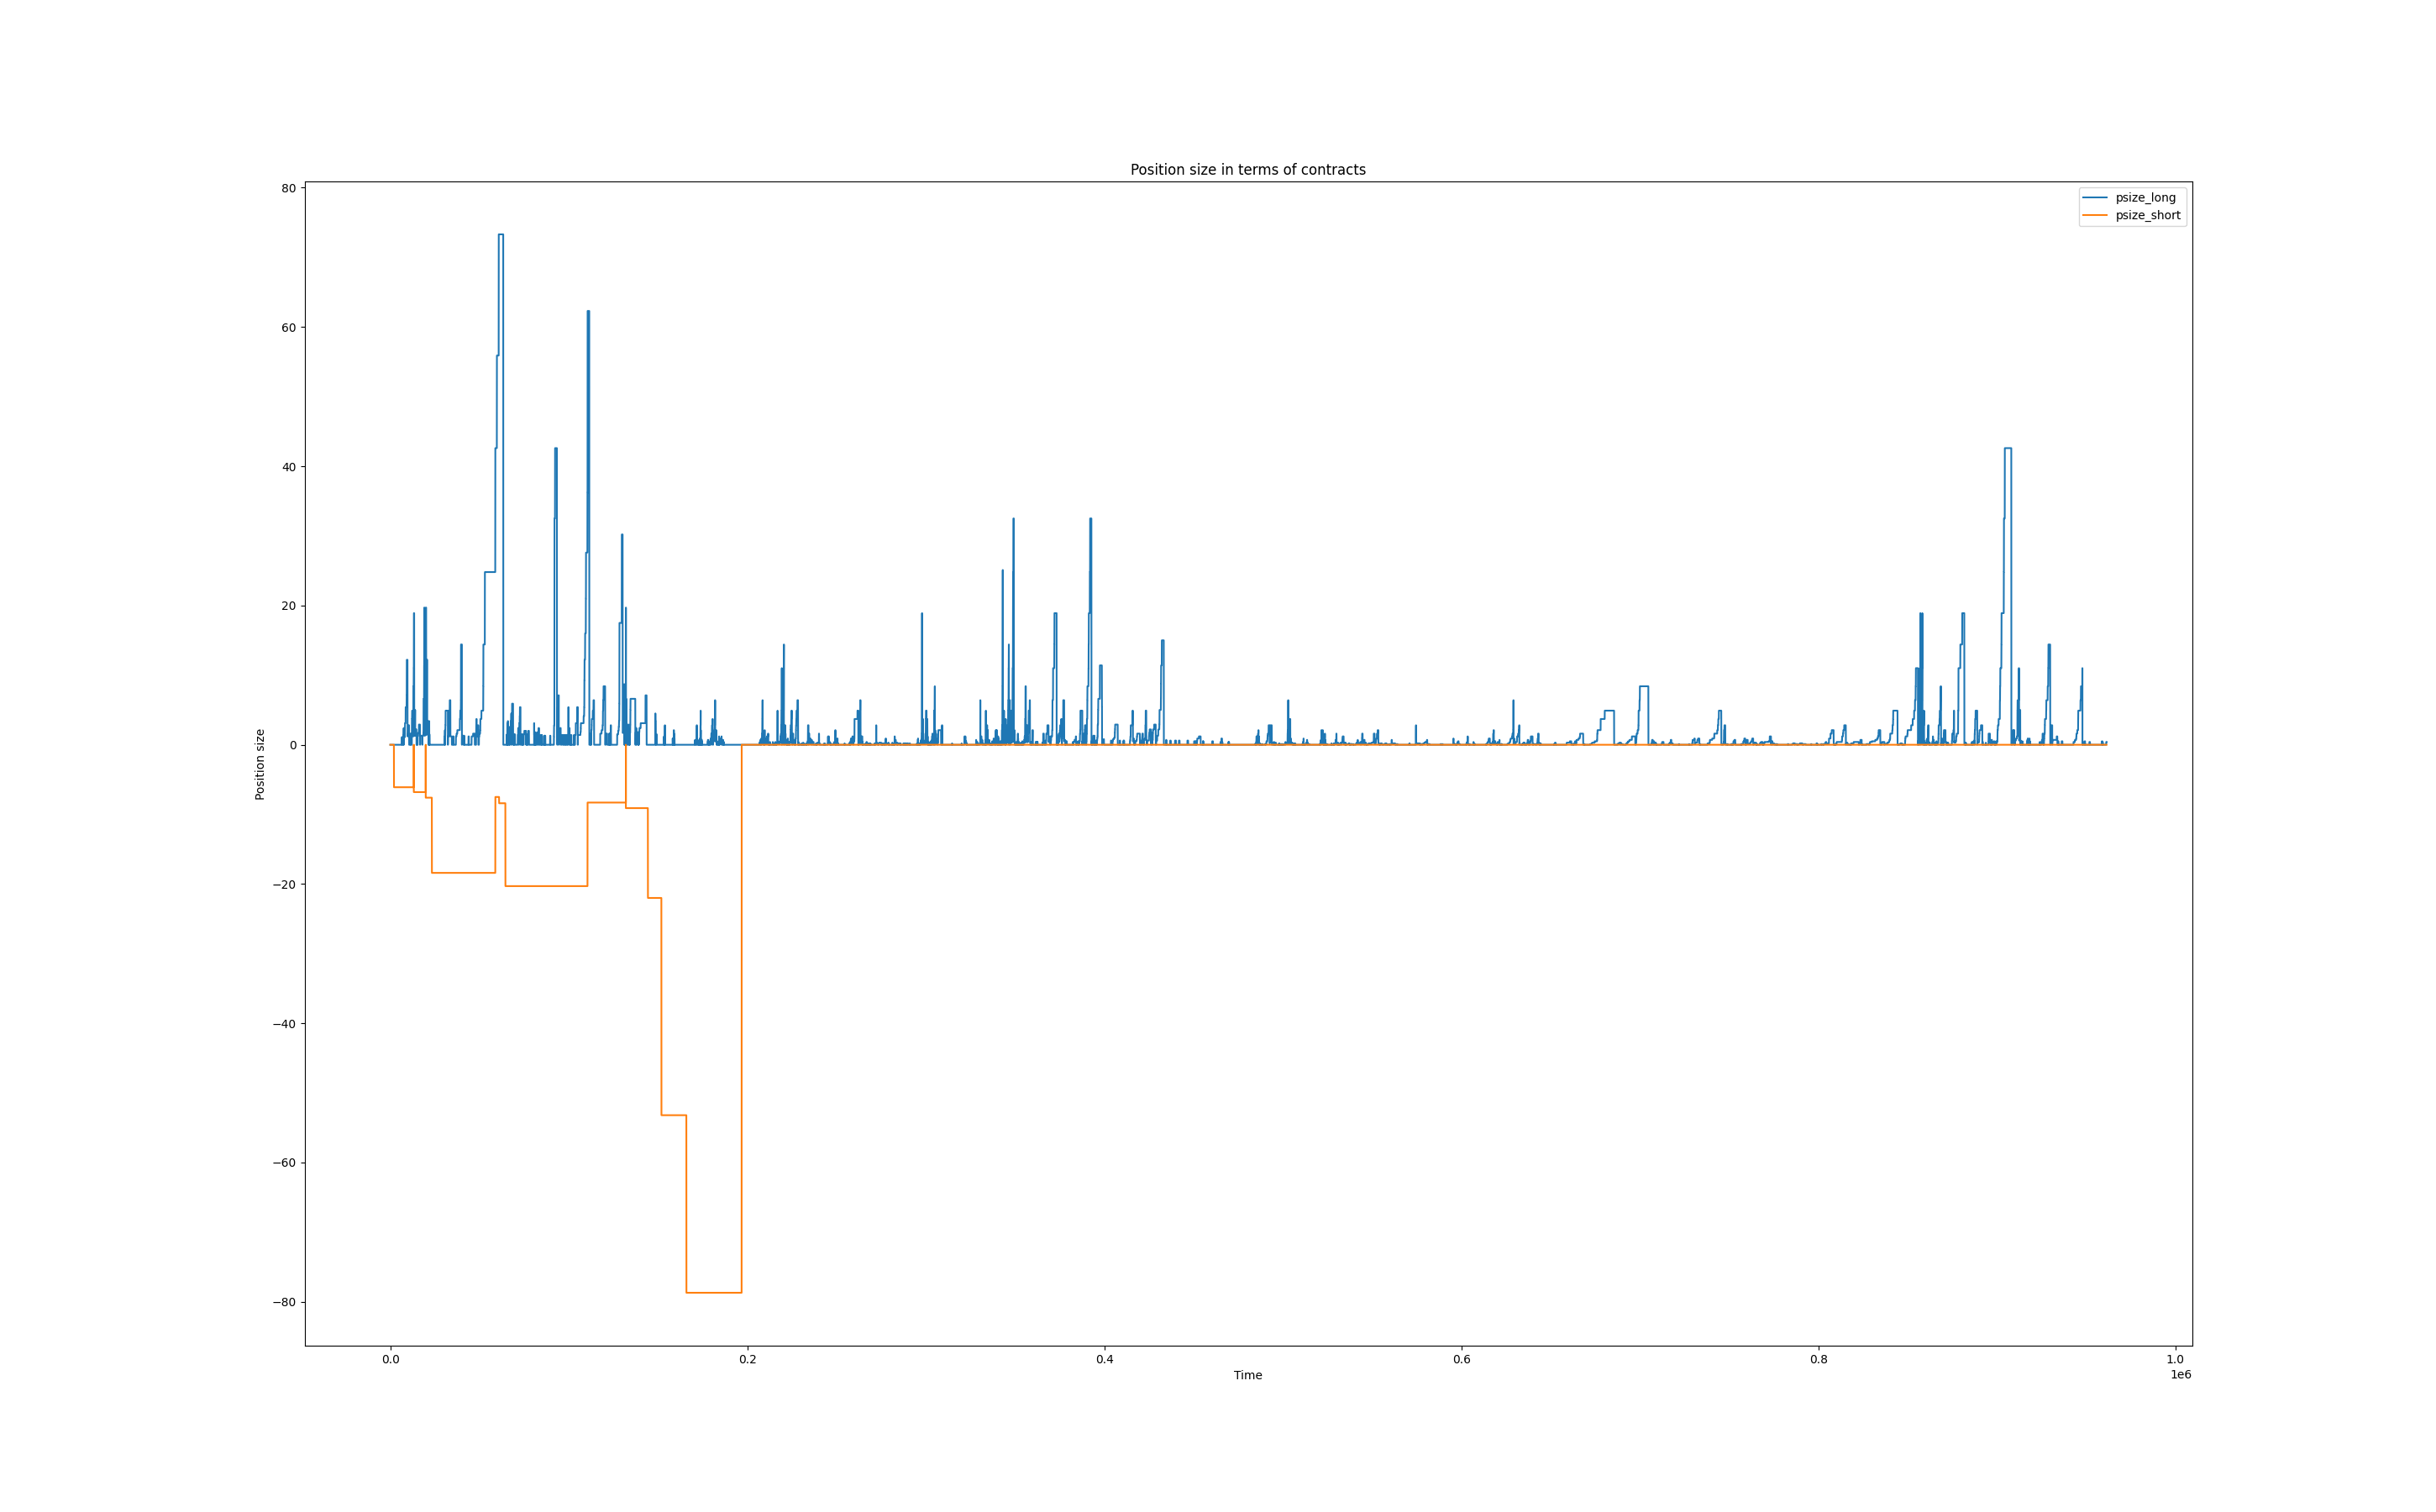 Position size in terms of contracts
psize_long
psize_short
80
60
40
20
0
−20
−40
−60
−80
Position size
0.0
0.2
0.4
0.6
0.8
1.0
1e6
Time